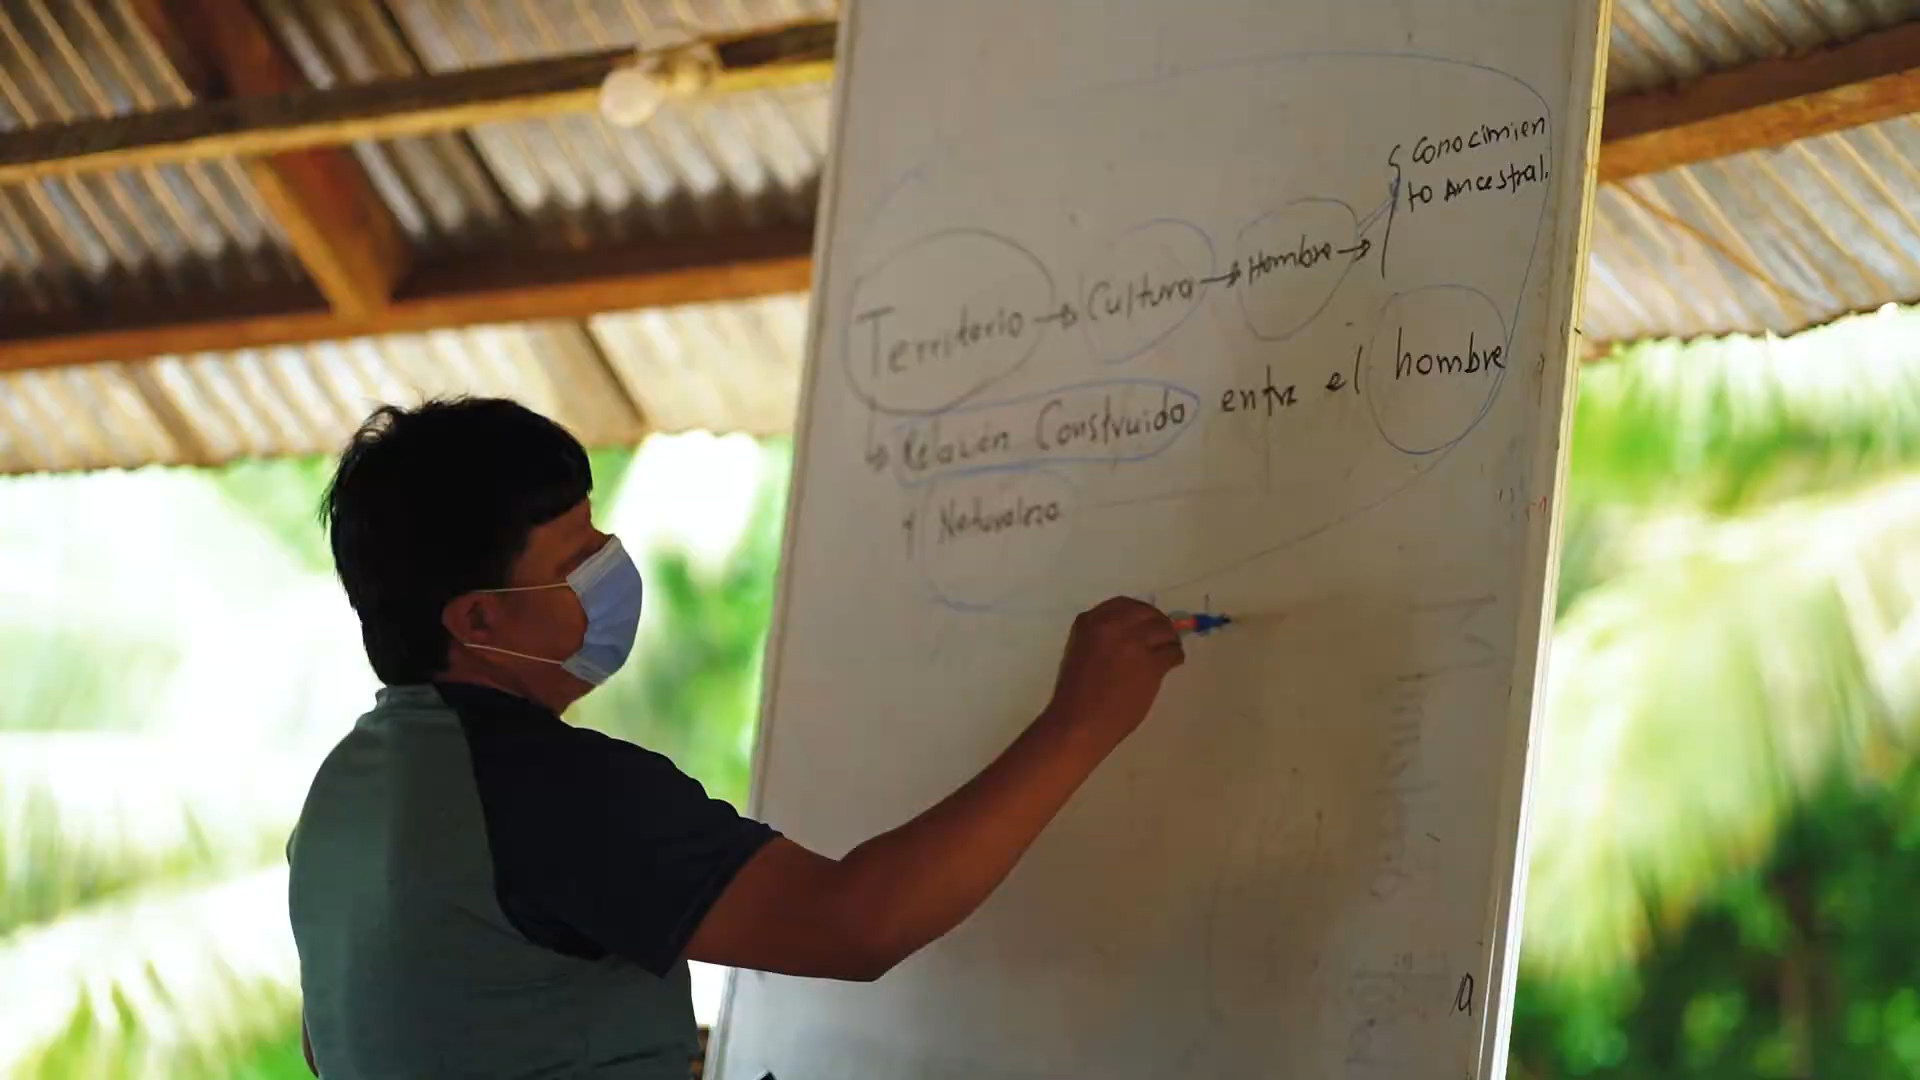 Territorio → Cultura → Hombre → { Conocimien
to Ancestral.
↳ Relación Construido entre el hombre
y Naturaleza